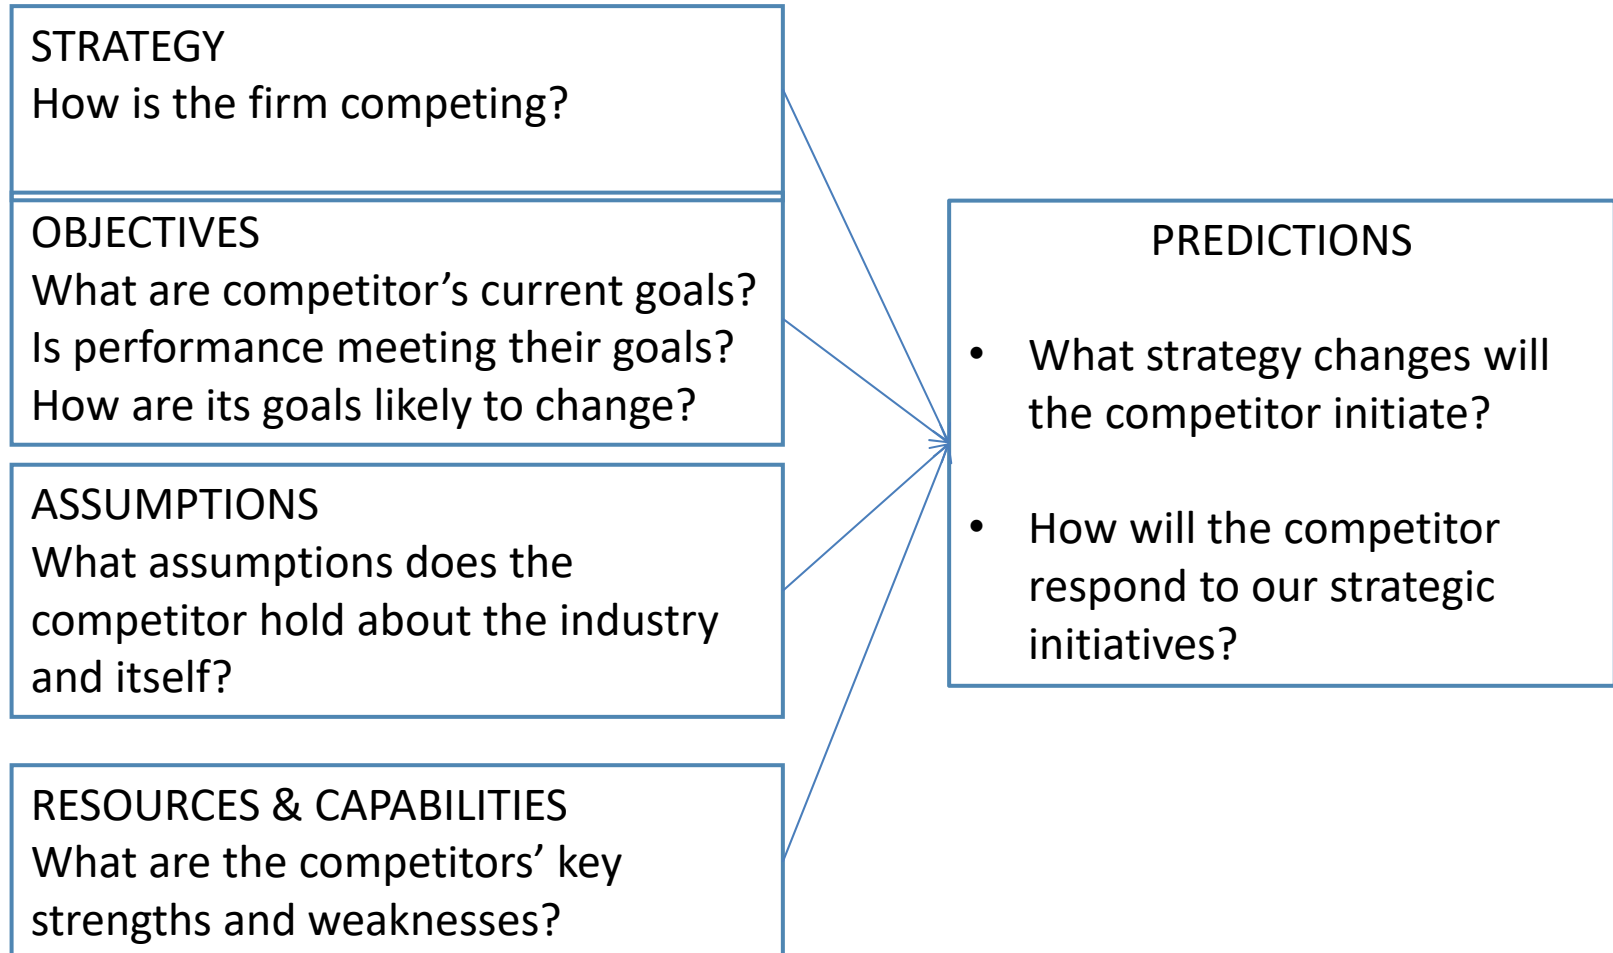 STRATEGY
How is the firm competing?
OBJECTIVES
What are competitor’s current goals?
Is performance meeting their goals?
How are its goals likely to change?
ASSUMPTIONS
What assumptions does the
competitor hold about the industry
and itself?
RESOURCES & CAPABILITIES
What are the competitors’ key
strengths and weaknesses?
PREDICTIONS
• What strategy changes will
the competitor initiate?
• How will the competitor
respond to our strategic
initiatives?